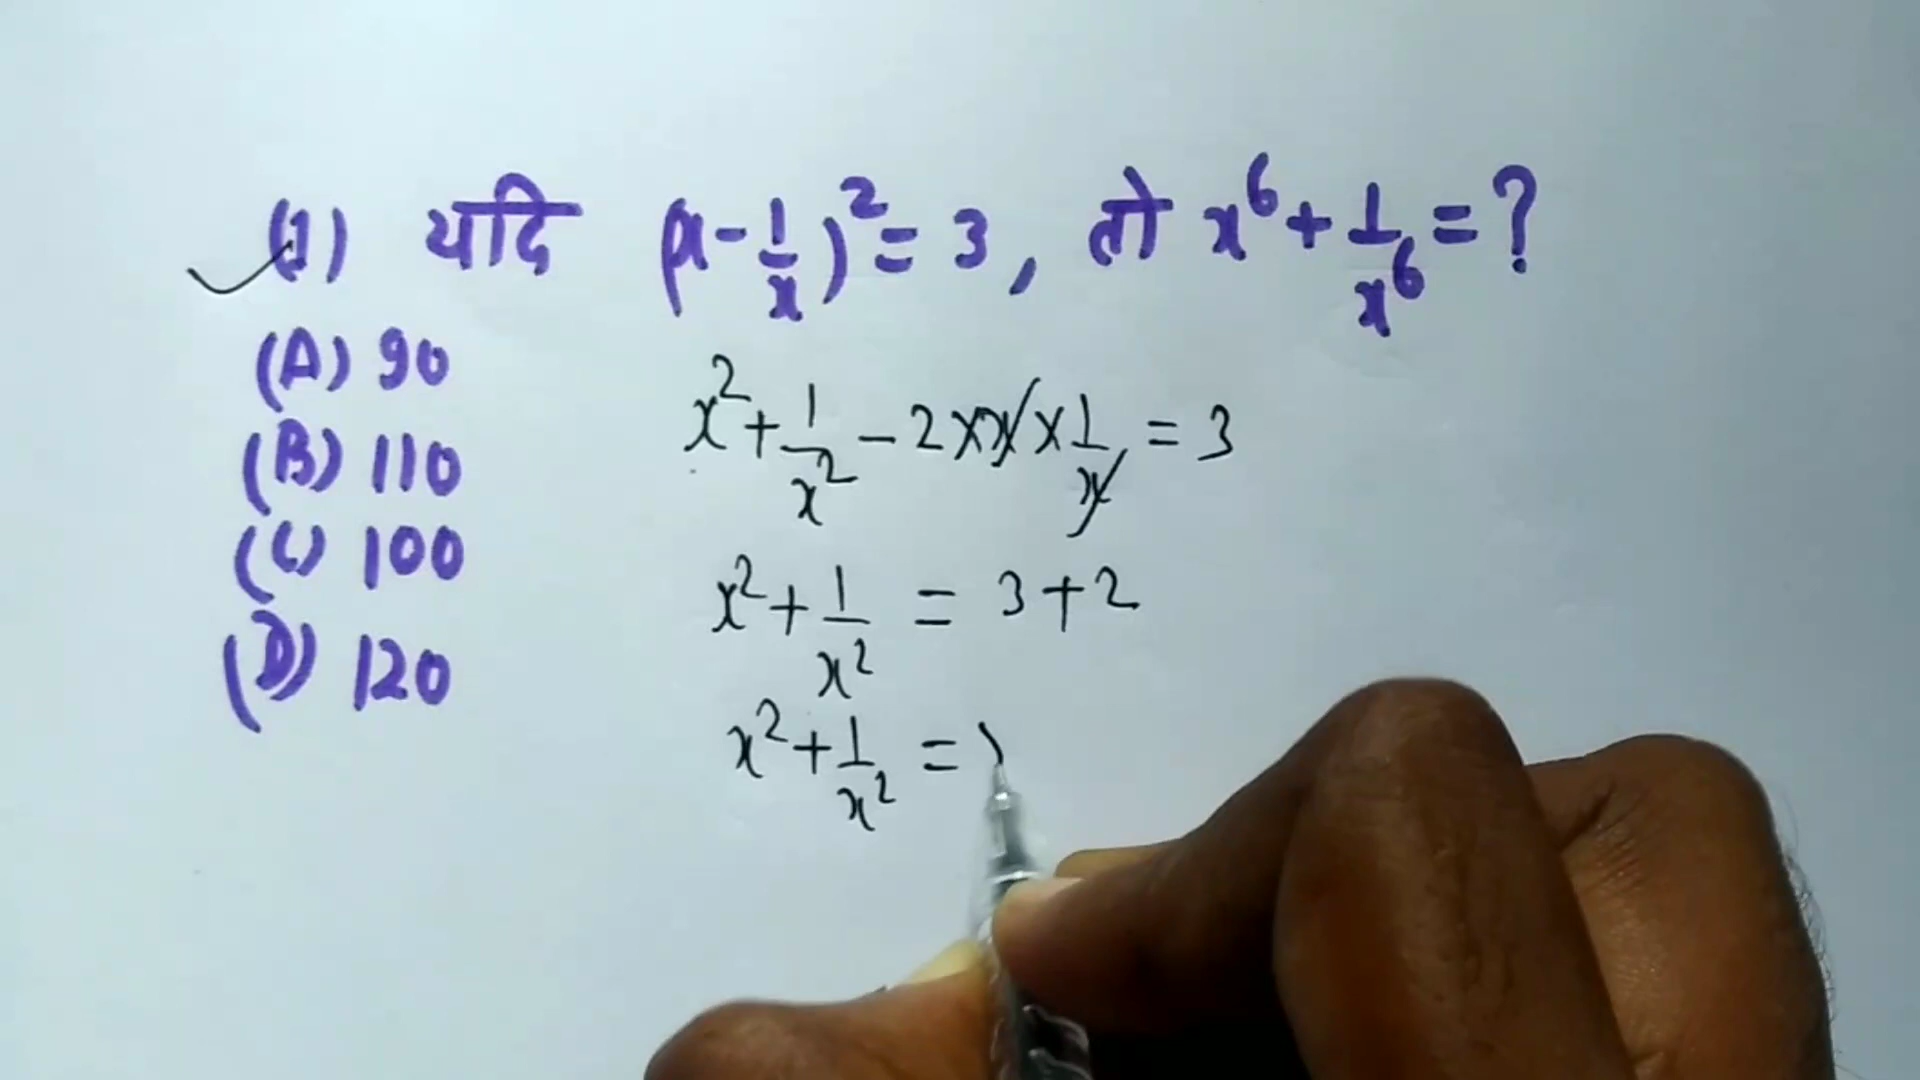 (1) यदि (x-1/x)²=3, तो x⁶+1/x⁶=?
(A) 90
(B) 110
(C) 100
(D) 120
x²+1/x²-2×x×1/x=3
x²+1/x²=3+2
x²+1/x²=